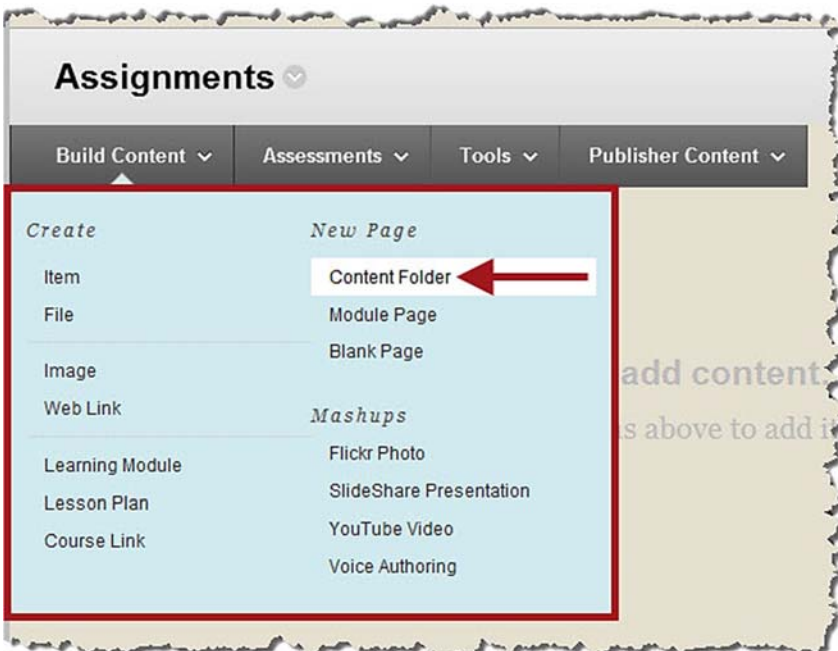 Assignments
Build Content
Assessments
Tools
Publisher Content
Create
Item
File
Image
Web Link
Learning Module
Lesson Plan
Course Link
New Page
Content Folder
Module Page
Blank Page
Mashups
Flickr Photo
SlideShare Presentation
YouTube Video
Voice Authoring
add content.
above to add